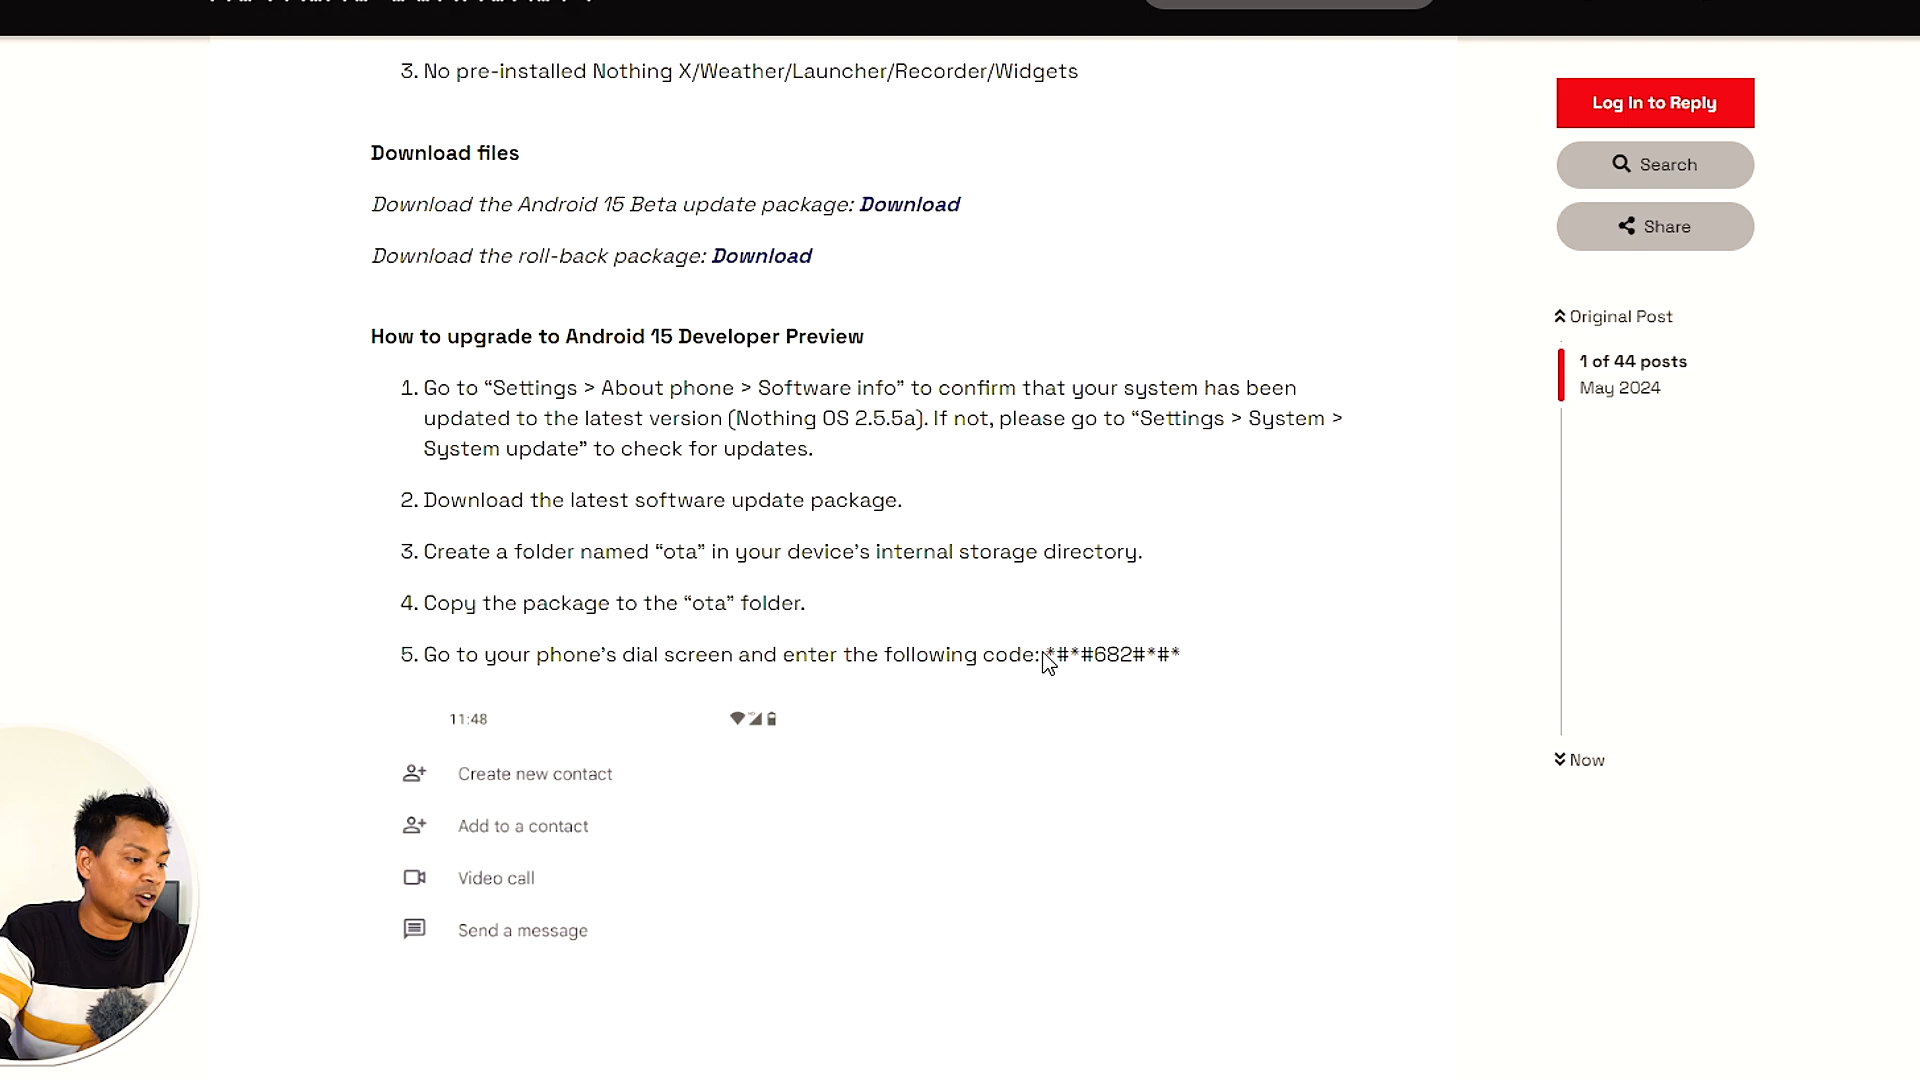 3. No pre-installed Nothing X/Weather/Launcher/Recorder/Widgets
Download files
Download the Android 15 Beta update package: Download
Download the roll-back package: Download
How to upgrade to Android 15 Developer Preview
1. Go to “Settings > About phone > Software info” to confirm that your system has been
updated to the latest version (Nothing OS 2.5.5a). If not, please go to “Settings > System >
System update” to check for updates.
2. Download the latest software update package.
3. Create a folder named “ota” in your device’s internal storage directory.
4. Copy the package to the “ota” folder.
5. Go to your phone’s dial screen and enter the following code: *#*#682#*#*
11:48
Create new contact
Add to a contact
Video call
Send a message
Log In to Reply
Search
Share
Original Post
1 of 44 posts
May 2024
Now